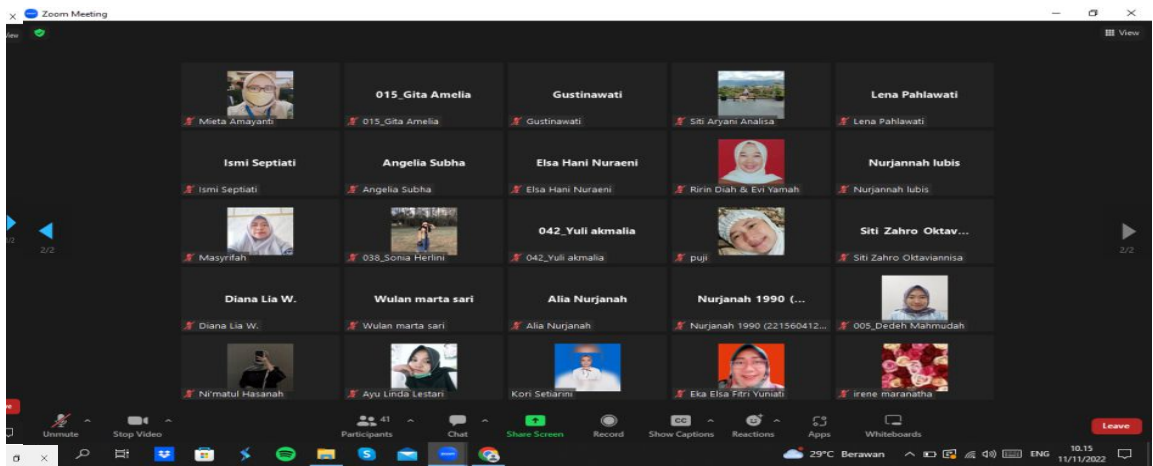 Zoom Meeting
View
View
Mieta Amayanti
015_Gita Amelia
015_Gita Amelia
Gustinawati
Gustinawati
Siti Aryani Analisa
Lena Pahlawati
Lena Pahlawati
Ismi Septiati
Ismi Septiati
Angelia Subha
Angelia Subha
Elsa Hani Nuraeni
Elsa Hani Nuraeni
Ririn Diah & Evi Yamah
Nurjannah lubis
Nurjannah lubis
2/2
2/2
Masyrifah
038_Sonia Herlini
042_Yuli akmalia
042_Yuli akmalia
puji
Siti Zahro Oktav...
Siti Zahro Oktaviannisa
Diana Lia W.
Diana Lia W.
Wulan marta sari
Wulan marta sari
Alia Nurjanah
Alia Nurjanah
Nurjanah 1990 (...
Nurjanah 1990 (221560412...
005_Dedeh Mahmudah
Ni'matul Hasanah
Ayu Linda Lestari
Kori Setiarini
Eka Elsa Fitri Yuniati
irene maranatha
Unmute
Stop Video
Participants 41
Chat
Share Screen
Record
CC
Show Captions
Reactions
Apps
Whiteboards
Leave
29°C Berawan
ENG
10.15
11/11/2022